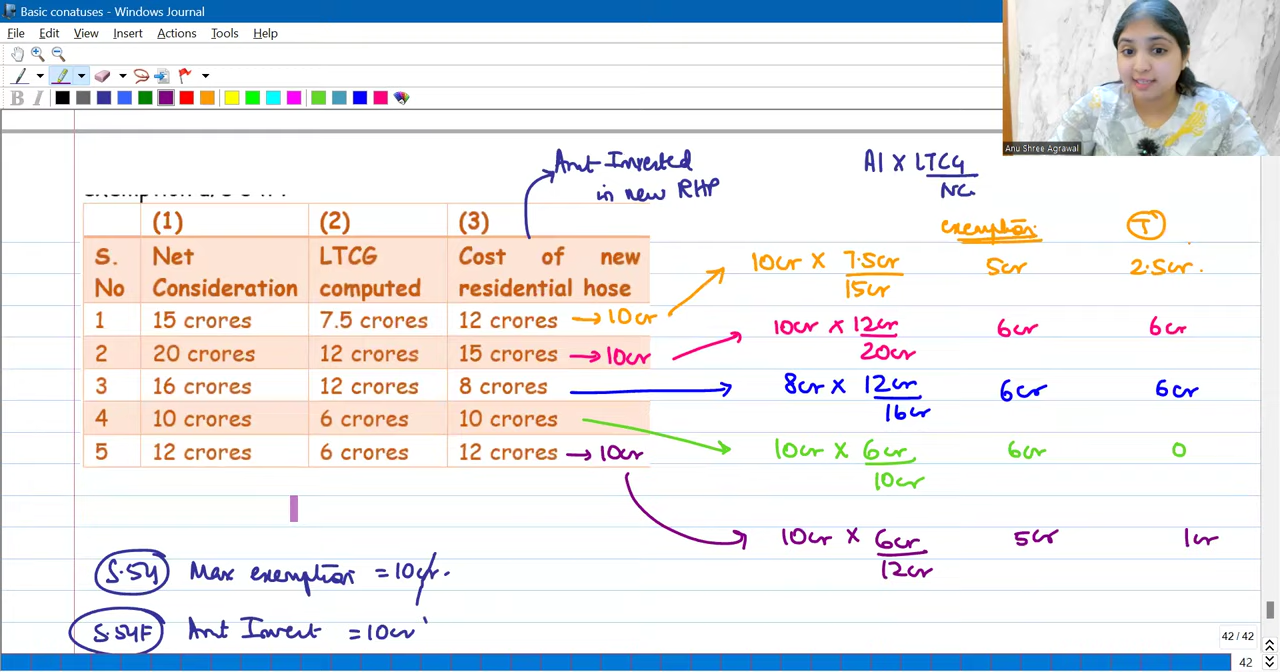 Basic conatuses - Windows Journal
File Edit View Insert Actions Tools Help
B I
Anu Shree Agrawal
Amt Invested
in new RHP
AI X LTCG
NC
(1) (2) (3)
S. No Net Consideration LTCG computed Cost of new residential hose
exemption T
1 15 crores 7.5 crores 12 crores → 10cr 10cr X 7.5cr 5cr 2.5cr.
15cr
2 20 crores 12 crores 15 crores → 10cr 10cr X 12cr 6cr 6cr
20cr
3 16 crores 12 crores 8 crores 8cr X 12cr 6cr 6cr
16cr
4 10 crores 6 crores 10 crores 10cr X 6cr 6cr 0
10cr
5 12 crores 6 crores 12 crores → 10cr 10cr X 6cr 5cr 1cr
12cr
S.54 Max exemption = 10cr.
S.54F Amt Invert = 10cr
42 / 42
42